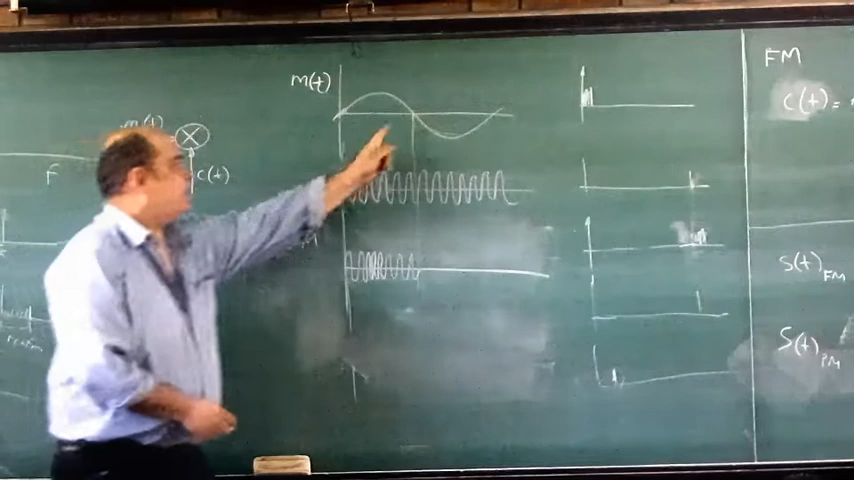 m(t)
c(t)
F
m(t)
FM
c(t) =
S(t)FM
S(t)PM